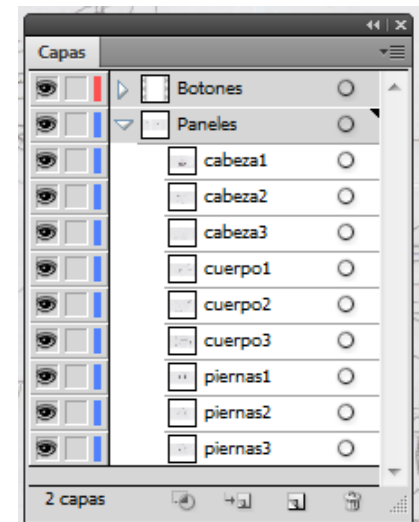 Capas
Botones
Paneles
cabeza1
cabeza2
cabeza3
cuerpo1
cuerpo2
cuerpo3
piernas1
piernas2
piernas3
2 capas